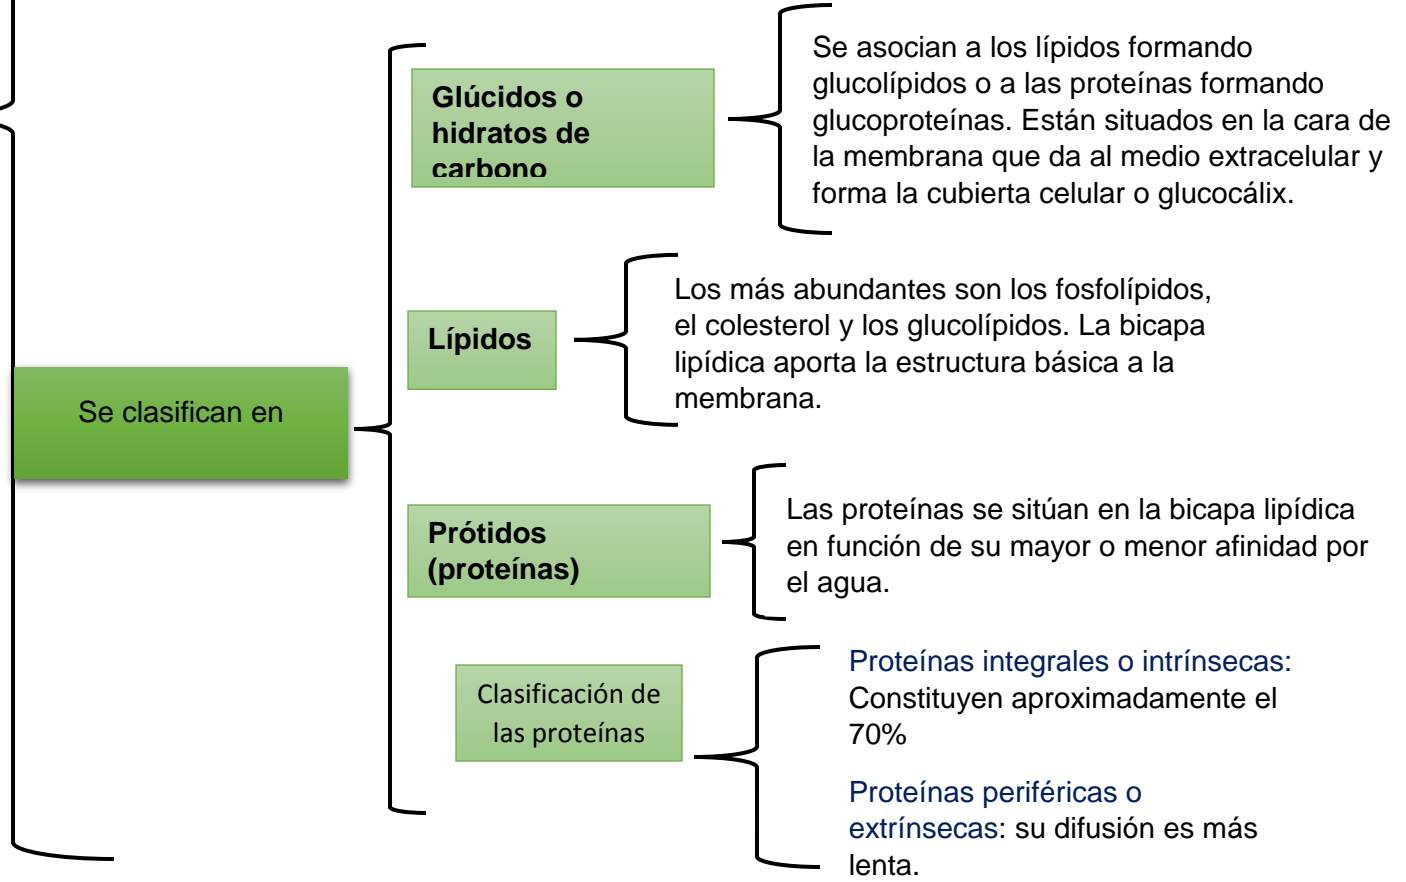 Se clasifican en
Glúcidos o
hidratos de
carbono
Se asocian a los lípidos formando
glucolípidos o a las proteínas formando
glucoproteínas. Están situados en la cara de
la membrana que da al medio extracelular y
forma la cubierta celular o glucocálix.
Lípidos
Los más abundantes son los fosfolípidos,
el colesterol y los glucolípidos. La bicapa
lipídica aporta la estructura básica a la
membrana.
Prótidos
(proteínas)
Las proteínas se sitúan en la bicapa lipídica
en función de su mayor o menor afinidad por
el agua.
Clasificación de
las proteínas
Proteínas integrales o intrínsecas:
Constituyen aproximadamente el
70%
Proteínas periféricas o
extrínsecas: su difusión es más
lenta.